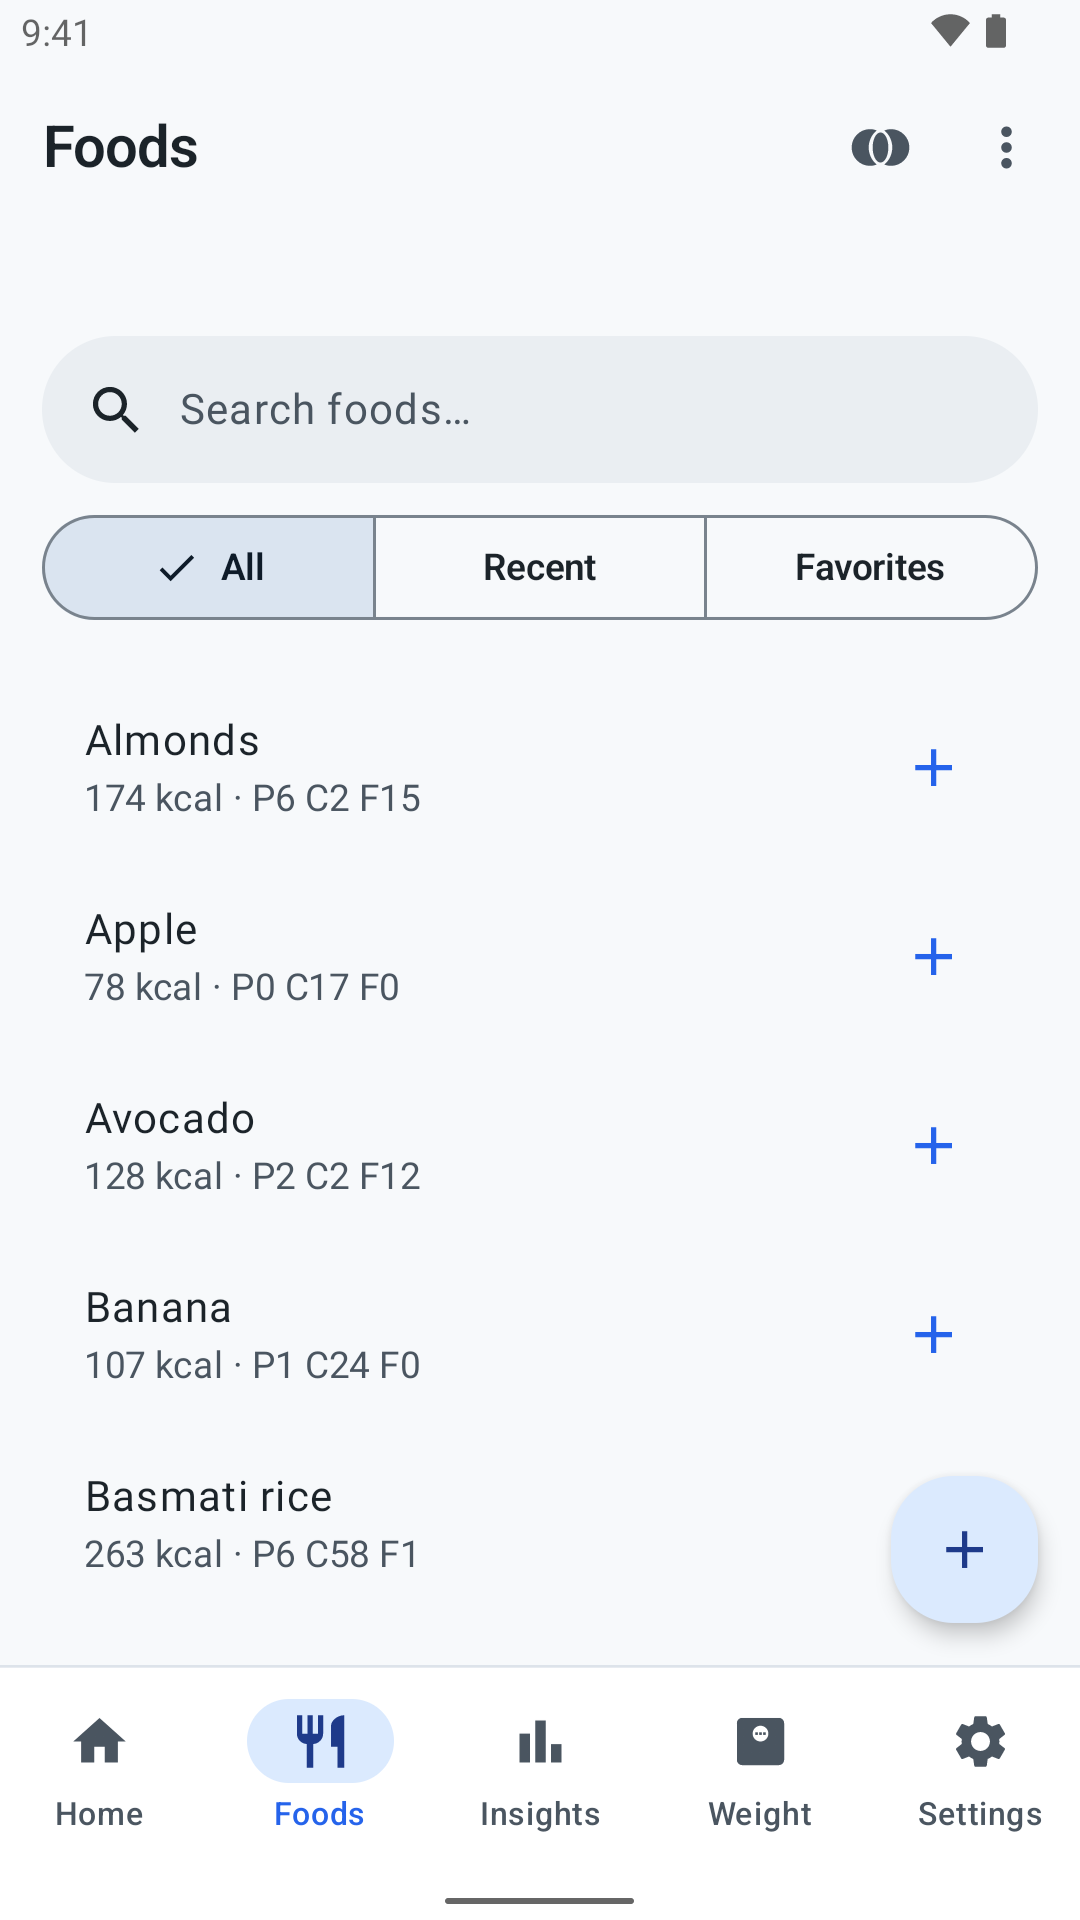 9:41
Foods
Search foods…
All
Recent
Favorites
Almonds
174 kcal · P6 C2 F15
Apple
78 kcal · P0 C17 F0
Avocado
128 kcal · P2 C2 F12
Banana
107 kcal · P1 C24 F0
Basmati rice
263 kcal · P6 C58 F1
Home
Foods
Insights
Weight
Settings